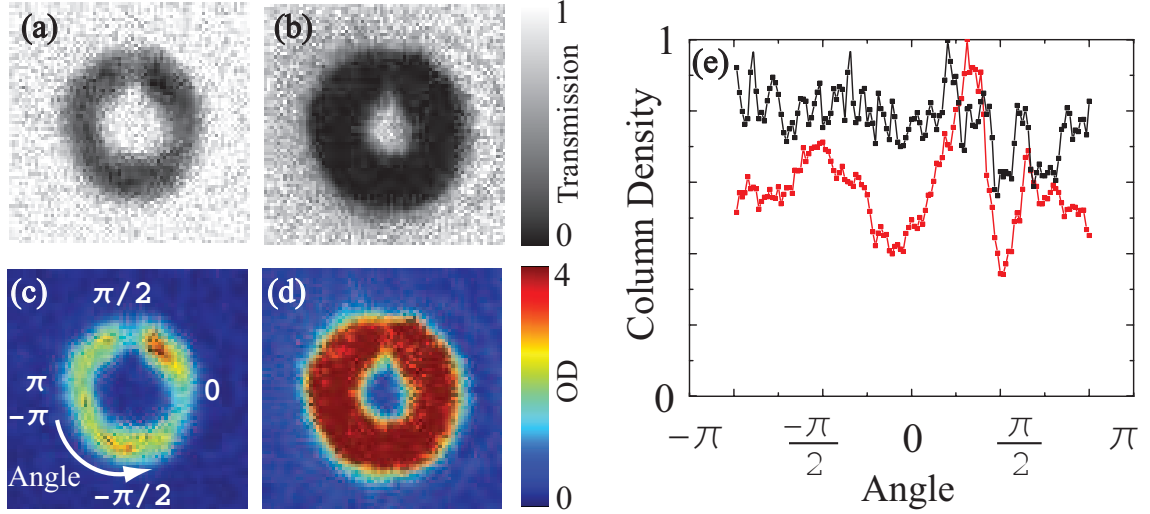 (a)
(b)
1
Transmission
0
(c)
π/2
π
-π
0
Angle
-π/2
(d)
4
OD
0
(e)
1
Column Density
0
-π
-π/2
0
π/2
π
Angle